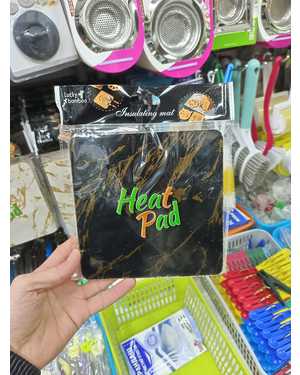 Lucky
bamboo
Insulating mat
Heat
Pad